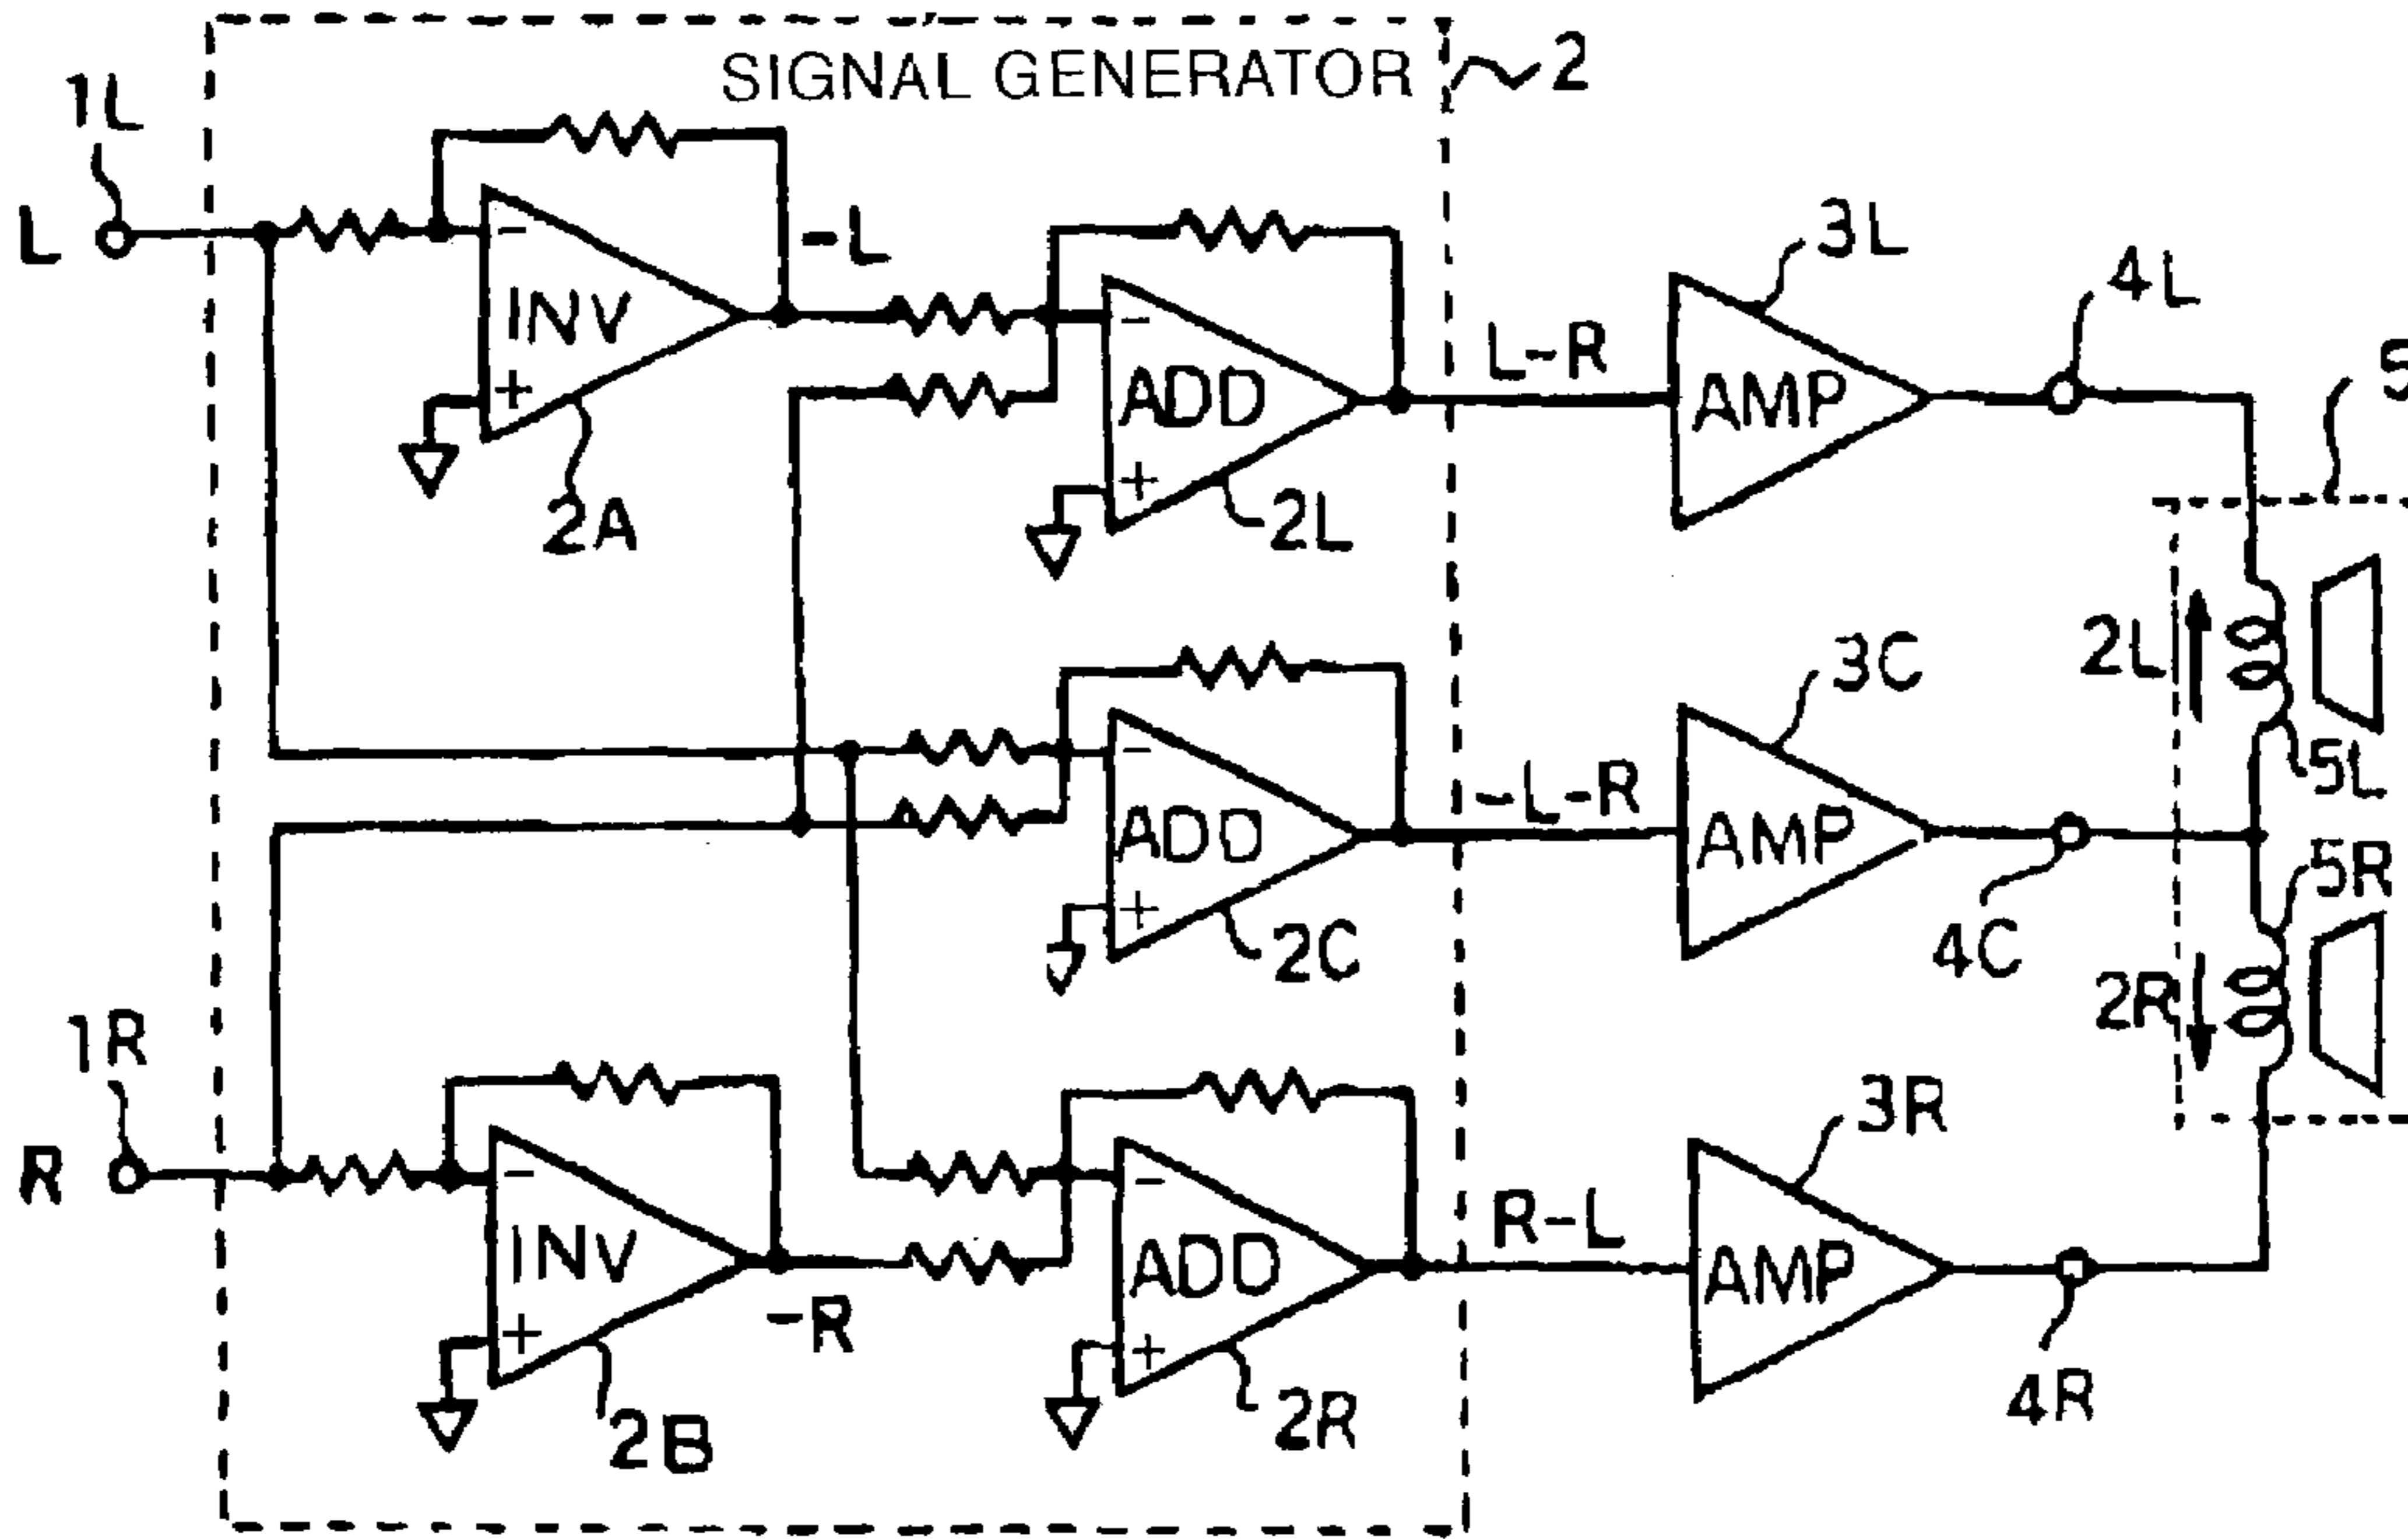 SIGNAL GENERATOR
2
1L
L
-
INV
+
2A
-L
-
ADD
+
2L
L-R
3L
AMP
4L
5
2L
5L
-
ADD
+
2C
-L-R
3C
AMP
4C
5R
2R
1R
R
-
INV
+
2B
-R
-
ADD
+
2R
R-L
3R
AMP
4R